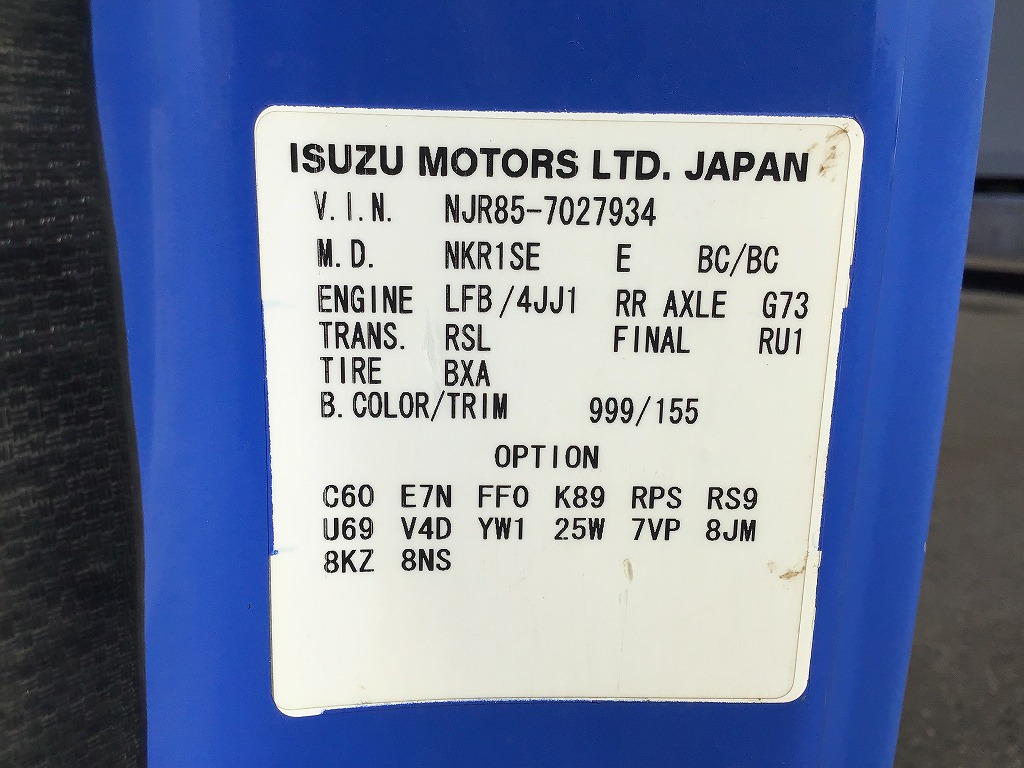 ISUZU MOTORS LTD. JAPAN
V.I.N. NJR85-7027934
M.D. NKR1SE E BC/BC
ENGINE LFB/4JJ1 RR AXLE G73
TRANS. RSL FINAL RU1
TIRE BXA
B.COLOR/TRIM 999/155
OPTION
C60 E7N FF0 K89 RPS RS9
U69 V4D YW1 25W 7VP 8JM
8KZ 8NS